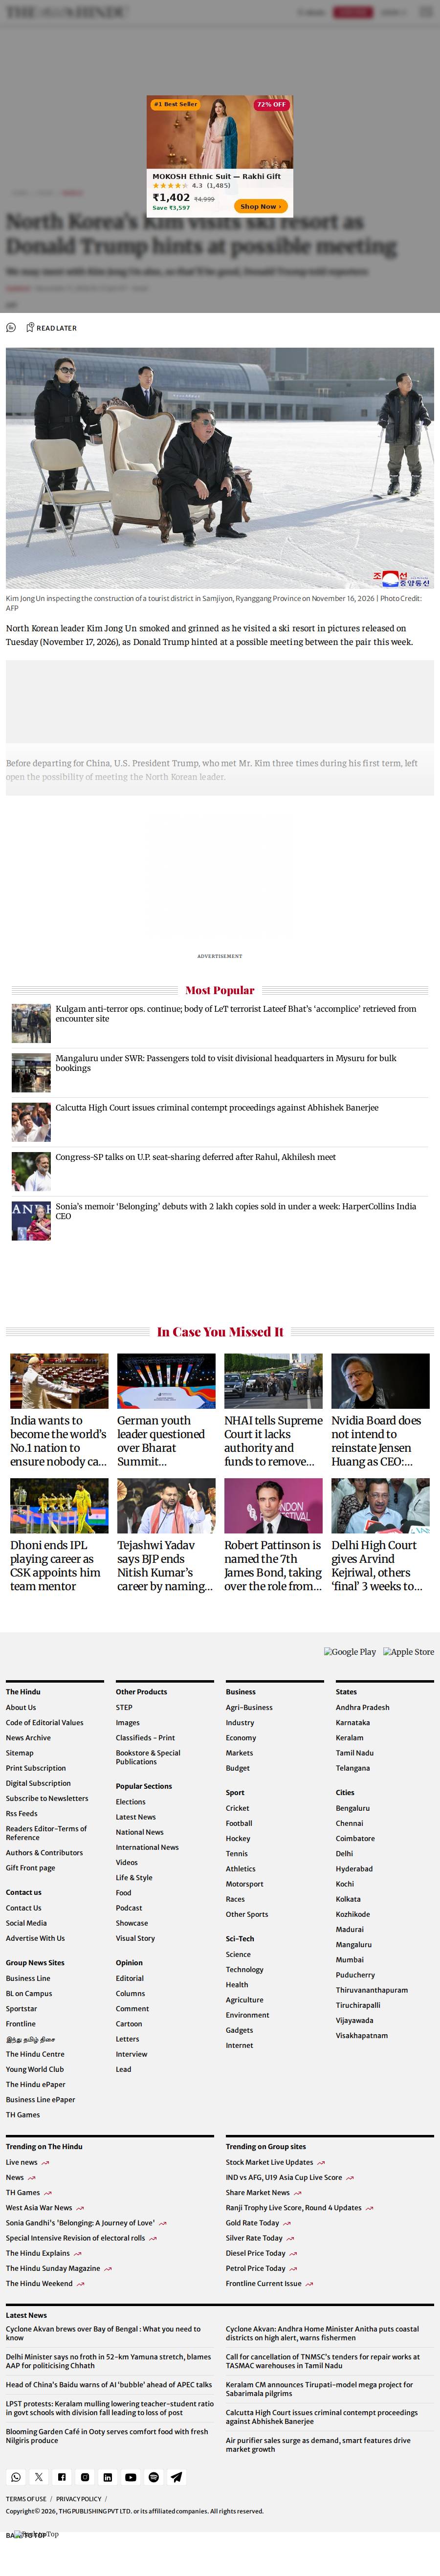 THE HINDU
#1 Best Seller
72% OFF
MOKOSH Ethnic Suit — Rakhi Gift
4.3 (1,485)
₹1,402 ₹4,999
Save ₹3,597
Shop Now ›
North Korea's Kim visits ski resort as
Donald Trump hints at possible meeting
READ LATER
조선
중앙통신
Kim Jong Un inspecting the construction of a tourist district in Samjiyon, Ryanggang Province on November 16, 2026 | Photo Credit:
AFP
North Korean leader Kim Jong Un smoked and grinned as he visited a ski resort in pictures released on
Tuesday (November 17, 2026), as Donald Trump hinted at a possible meeting between the pair this week.
Before departing for China, U.S. President Trump, who met Mr. Kim three times during his first term, left
open the possibility of meeting the North Korean leader.
ADVERTISEMENT
Most Popular
Kulgam anti-terror ops. continue; body of LeT terrorist Lateef Bhat's 'accomplice' retrieved from
encounter site
Mangaluru under SWR: Passengers told to visit divisional headquarters in Mysuru for bulk
bookings
Calcutta High Court issues criminal contempt proceedings against Abhishek Banerjee
Congress-SP talks on U.P. seat-sharing deferred after Rahul, Akhilesh meet
Sonia's memoir 'Belonging' debuts with 2 lakh copies sold in under a week: HarperCollins India
CEO
In Case You Missed It
India wants to
become the world's
No.1 nation to
ensure nobody ca...
German youth
leader questioned
over Bharat
Summit...
NHAI tells Supreme
Court it lacks
authority and
funds to remove...
Nvidia Board does
not intend to
reinstate Jensen
Huang as CEO:...
Dhoni ends IPL
playing career as
CSK appoints him
team mentor
Tejashwi Yadav
says BJP ends
Nitish Kumar's
career by naming...
Robert Pattinson is
named the 7th
James Bond, taking
over the role from...
Delhi High Court
gives Arvind
Kejriwal, others
'final' 3 weeks to...
Google Play
Apple Store
The Hindu
About Us
Code of Editorial Values
News Archive
Sitemap
Print Subscription
Digital Subscription
Subscribe to Newsletters
Rss Feeds
Readers Editor-Terms of
Reference
Authors & Contributors
Gift Front page
Contact us
Contact Us
Social Media
Advertise With Us
Group News Sites
Business Line
BL on Campus
Sportstar
Frontline
இந்து தமிழ் திசை
The Hindu Centre
Young World Club
The Hindu ePaper
Business Line ePaper
TH Games
Other Products
STEP
Images
Classifieds - Print
Bookstore & Special
Publications
Popular Sections
Elections
Latest News
National News
International News
Videos
Life & Style
Food
Podcast
Showcase
Visual Story
Opinion
Editorial
Columns
Comment
Cartoon
Letters
Interview
Lead
Business
Agri-Business
Industry
Economy
Markets
Budget
Sport
Cricket
Football
Hockey
Tennis
Athletics
Motorsport
Races
Other Sports
Sci-Tech
Science
Technology
Health
Agriculture
Environment
Gadgets
Internet
States
Andhra Pradesh
Karnataka
Keralam
Tamil Nadu
Telangana
Cities
Bengaluru
Chennai
Coimbatore
Delhi
Hyderabad
Kochi
Kolkata
Kozhikode
Madurai
Mangaluru
Mumbai
Puducherry
Thiruvananthapuram
Tiruchirapalli
Vijayawada
Visakhapatnam
Trending on The Hindu
Live news
News
TH Games
West Asia War News
Sonia Gandhi's 'Belonging: A Journey of Love'
Special Intensive Revision of electoral rolls
The Hindu Explains
The Hindu Sunday Magazine
The Hindu Weekend
Trending on Group sites
Stock Market Live Updates
IND vs AFG, U19 Asia Cup Live Score
Share Market News
Ranji Trophy Live Score, Round 4 Updates
Gold Rate Today
Silver Rate Today
Diesel Price Today
Petrol Price Today
Frontline Current Issue
Latest News
Cyclone Akvan brews over Bay of Bengal : What you need to
know
Cyclone Akvan: Andhra Home Minister Anitha puts coastal
districts on high alert, warns fishermen
Delhi Minister says no froth in 52-km Yamuna stretch, blames
AAP for politicising Chhath
Call for cancellation of TNMSC's tenders for repair works at
TASMAC warehouses in Tamil Nadu
Head of China's Baidu warns of AI 'bubble' ahead of APEC talks
Keralam CM announces Tirupati-model mega project for
Sabarimala pilgrims
LPST protests: Keralam mulling lowering teacher-student ratio
in govt schools with division fall leading to loss of post
Calcutta High Court issues criminal contempt proceedings
against Abhishek Banerjee
Blooming Garden Café in Ooty serves comfort food with fresh
Nilgiris produce
Air purifier sales surge as demand, smart features drive
market growth
TERMS OF USE / PRIVACY POLICY /
Copyright© 2026, THG PUBLISHING PVT LTD. or its affiliated companies. All rights reserved.
BACK TO TOP
Back to Top